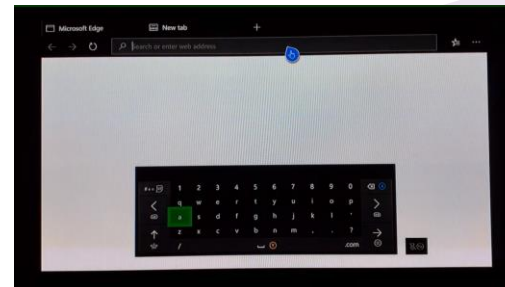 Microsoft Edge New tab
Search or enter web address
1 2 3 4 5 6 7 8 9 0
q w e r t y u i o p
a s d f g h j k l '
z x c v b n m , . ?
/ .com